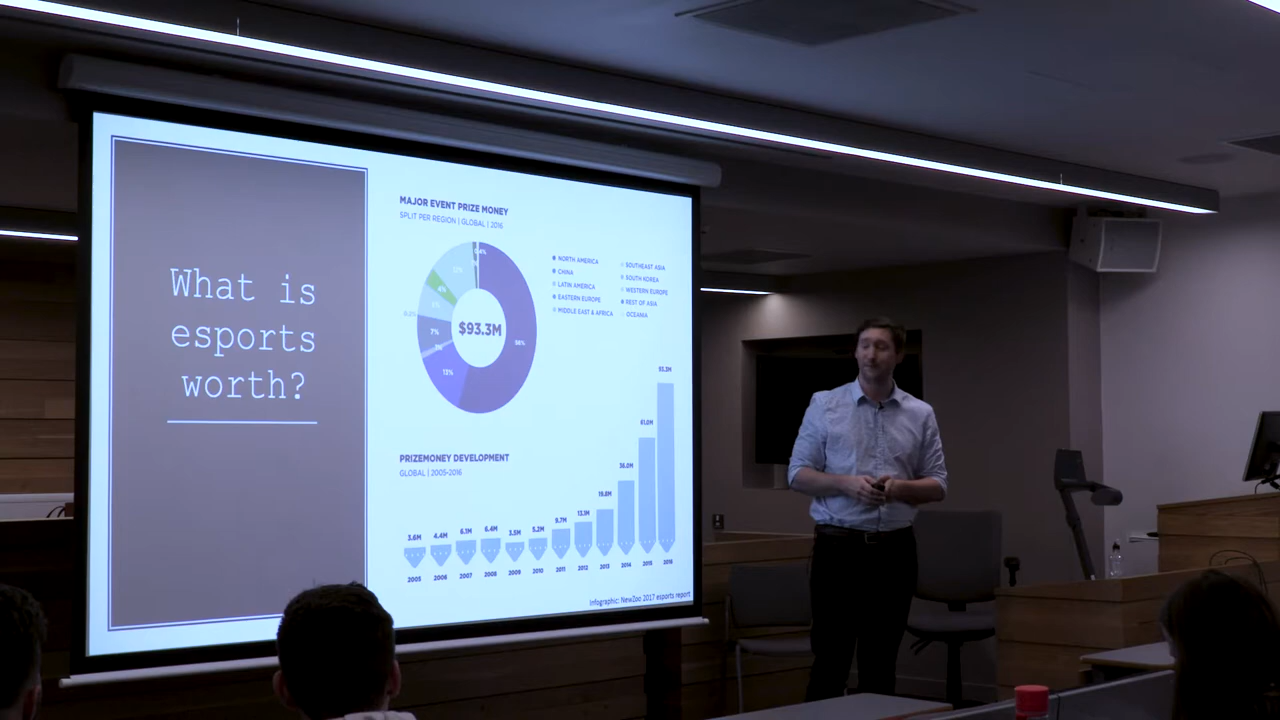 What is
esports
worth?
MAJOR EVENT PRIZE MONEY
SPLIT PER REGION | GLOBAL | 2016
$93.3M
13%
7%
4%
NORTH AMERICA
CHINA
LATIN AMERICA
EASTERN EUROPE
MIDDLE EAST & AFRICA
SOUTHEAST ASIA
SOUTH KOREA
WESTERN EUROPE
REST OF ASIA
OCEANIA
PRIZEMONEY DEVELOPMENT
GLOBAL | 2005-2016
3.6M
4.4M
6.1M
6.4M
3.5M
5.2M
9.7M
13.1M
19.8M
36.0M
61.0M
93.3M
2005
2006
2007
2008
2009
2010
2011
2012
2013
2014
2015
2016
Infographic: NewZoo 2017 esports report